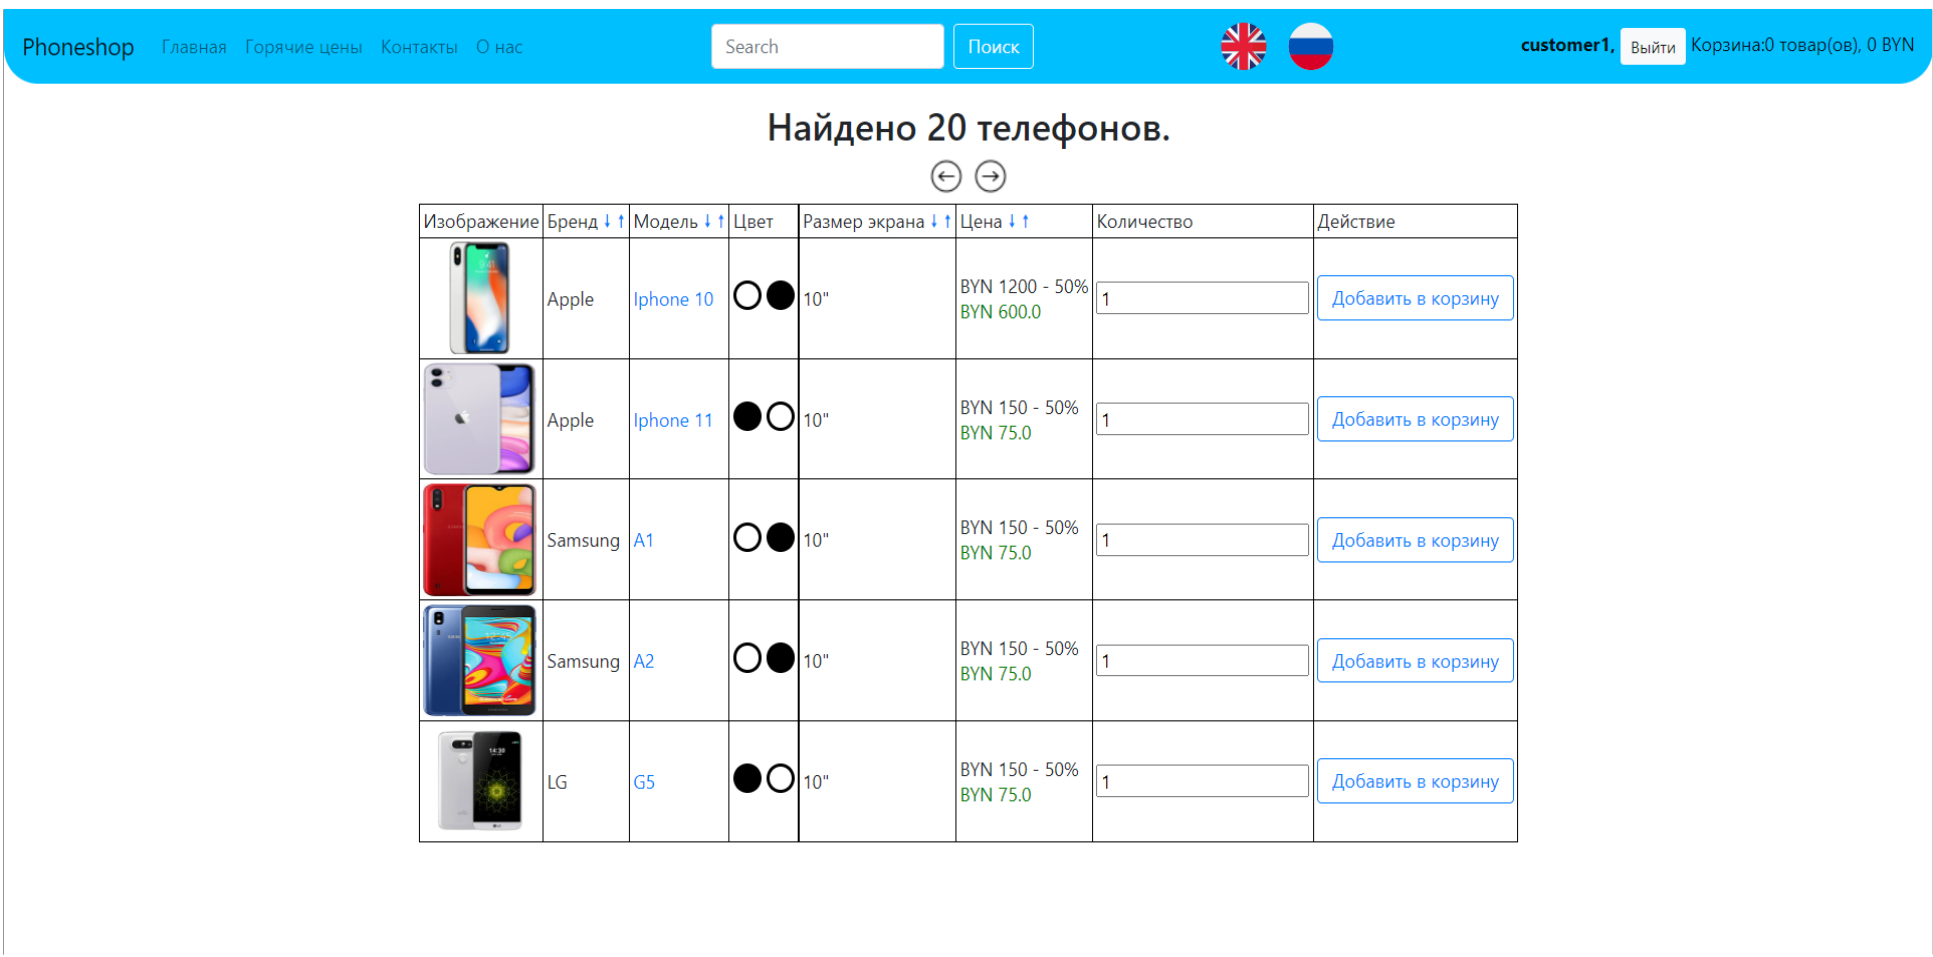 Phoneshop Главная Горячие цены Контакты О нас Search Поиск customer1, Выйти Корзина:0 товар(ов), 0 BYN
Найдено 20 телефонов.
Изображение Бренд ↓ ↑ Модель ↓ ↑ Цвет Размер экрана ↓ ↑ Цена ↓ ↑ Количество Действие
Apple Iphone 10 10" BYN 1200 - 50% 1 Добавить в корзину
BYN 600.0
Apple Iphone 11 10" BYN 150 - 50% 1 Добавить в корзину
BYN 75.0
Samsung A1 10" BYN 150 - 50% 1 Добавить в корзину
BYN 75.0
Samsung A2 10" BYN 150 - 50% 1 Добавить в корзину
BYN 75.0
14:30
LG G5 10" BYN 150 - 50% 1 Добавить в корзину
BYN 75.0